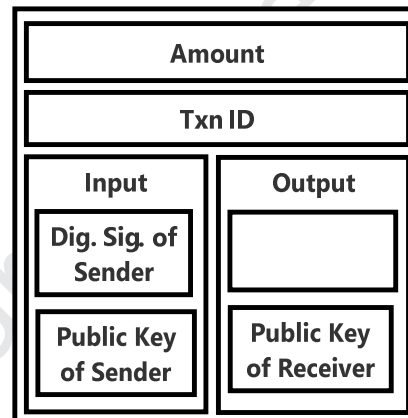 Amount
Txn ID
Input
Dig. Sig. of
Sender
Public Key
of Sender
Output
Public Key
of Receiver